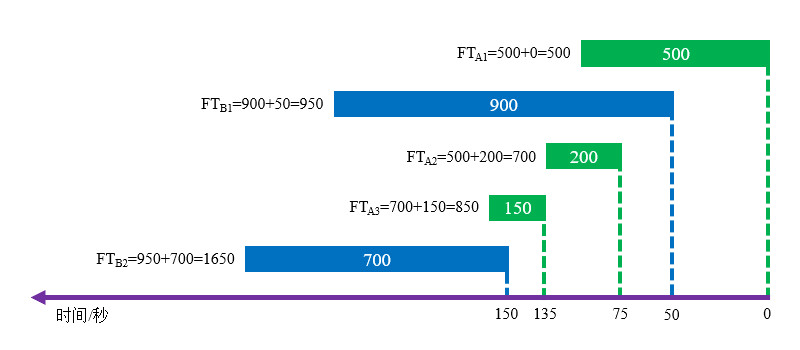 FTA1=500+0=500 500
FTB1=900+50=950 900
FTA2=500+200=700 200
FTA3=700+150=850 150
FTB2=950+700=1650 700
150 135 75 50 0
时间/秒